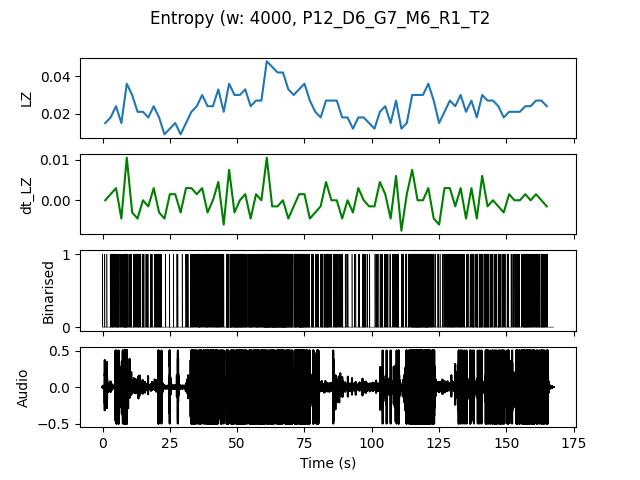 Entropy (w: 4000, P12_D6_G7_M6_R1_T2
LZ
0.04
0.02
dt_LZ
0.01
0.00
Binarised
1
0
Audio
0.5
0.0
−0.5
0 25 50 75 100 125 150 175
Time (s)